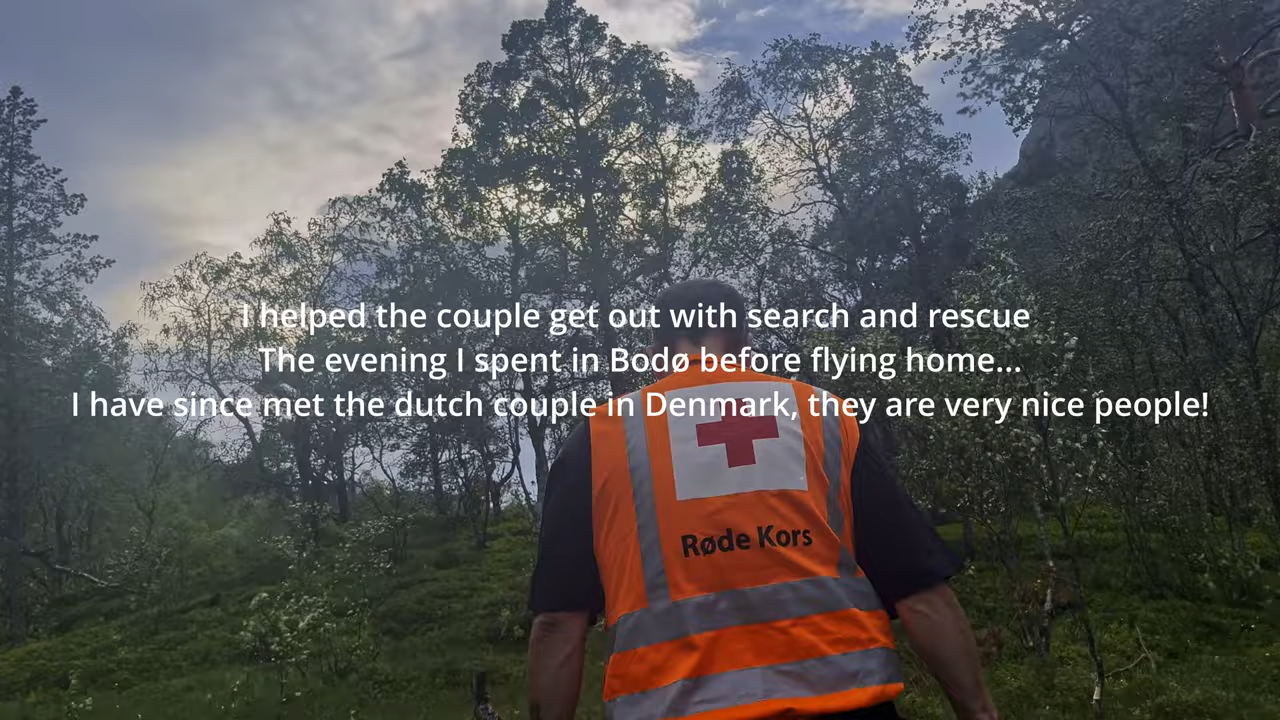 I helped the couple get out with search and rescue
The evening I spent in Bodø before flying home...
I have since met the dutch couple in Denmark, they are very nice people!
Røde Kors